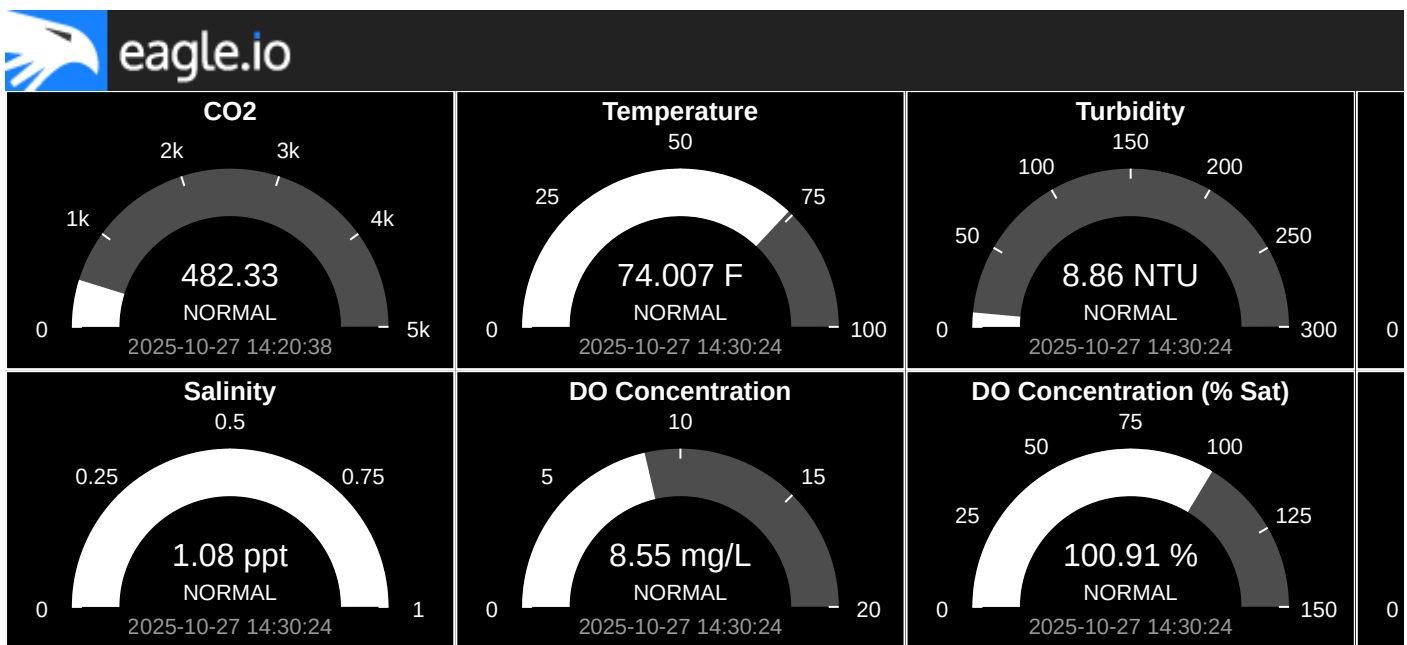 eagle.io
CO2
0
1k
2k
3k
4k
5k
482.33
NORMAL
2025-10-27 14:20:38
Temperature
0
25
50
75
100
74.007 F
NORMAL
2025-10-27 14:30:24
Turbidity
0
50
100
150
200
250
300
8.86 NTU
NORMAL
2025-10-27 14:30:24
0
Salinity
0
0.25
0.5
0.75
1
1.08 ppt
NORMAL
2025-10-27 14:30:24
DO Concentration
0
5
10
15
20
8.55 mg/L
NORMAL
2025-10-27 14:30:24
DO Concentration (% Sat)
0
25
50
75
100
125
150
100.91 %
NORMAL
2025-10-27 14:30:24
0